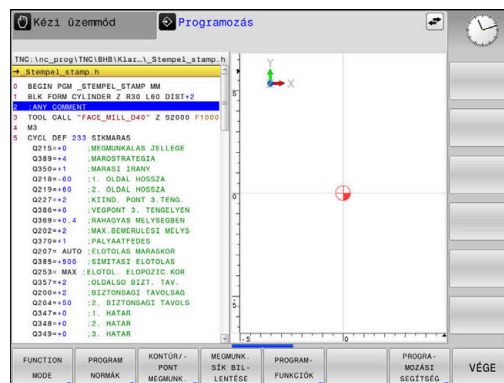 Kézi üzemmód
Programozás
TNC:\nc_prog\TNC\BHB\Klar…\_Stempel_stamp.h
→_Stempel_stamp.h
0 BEGIN PGM _STEMPEL_STAMP MM
1 BLK FORM CYLINDER Z R30 L60 DIST+2
2 ;ANY COMMENT
3 TOOL CALL "FACE_MILL_D40" Z S2000 F1000
4 M3
5 CYCL DEF 233 SIKMARAS
Q215=+0 ;MEGMUNKALAS JELLEGE
Q389=+4 ;MAROSTRATEGIA
Q350=+1 ;MARASI IRANY
Q218=-60 ;1. OLDAL HOSSZA
Q219=+60 ;2. OLDAL HOSSZA
Q227=+2 ;KIIND. PONT 3.TENG.
Q386=+0 ;VEGPONT 3. TENGELYEN
Q369=+0.4 ;RAHAGYAS MELYSEGBEN
Q202=+2 ;MAX.BEMERULESI MELYS
Q370=+1 ;PALYAATFEDES
Q207= AUTO ;ELOTOLAS MARASKOR
Q385=+500 ;SIMITASI ELOTOLAS
Q253= MAX ;ELOTOL. ELOPOZIC.KOR
Q357=+2 ;OLDALSO BIZT. TAV.
Q200=+2 ;BIZTONSAGI TAVOLSAG
Q204=+50 ;2. BIZTONSAGI TAVOLS
Q347=+0 ;1. HATAR
Q348=+0 ;2. HATAR
Q349=+0 ;3. HATAR
Y
X
5
0
5
-5
0
FUNCTION
MODE
PROGRAM
NORMÁK
KONTÚR/-
PONT
MEGMUNK.
MEGMUNK.
SÍK BIL-
LENTÉSE
PROGRAM-
FUNKCIÓK
PROGRA-
MOZÁSI
SEGÍTSÉG
VÉGE